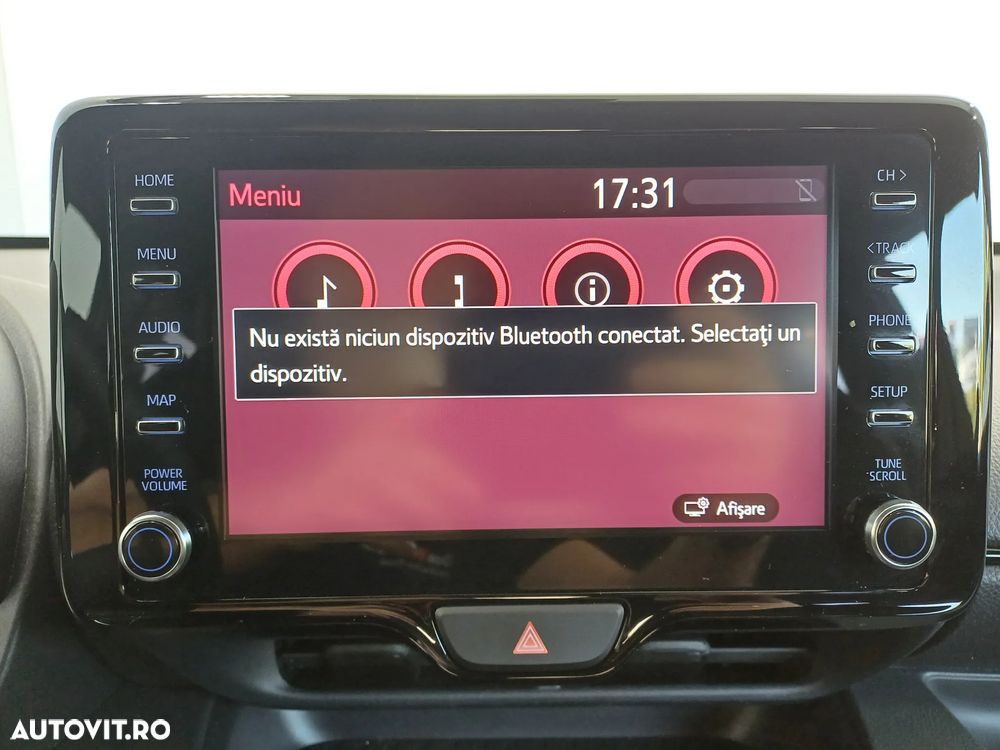 HOME
MENU
AUDIO
MAP
POWER
VOLUME
Meniu 17:31
Nu există niciun dispozitiv Bluetooth conectat. Selectaţi un
dispozitiv.
Afişare
CH >
< TRACK
PHONE
SETUP
TUNE
SCROLL
AUTOVIT.RO